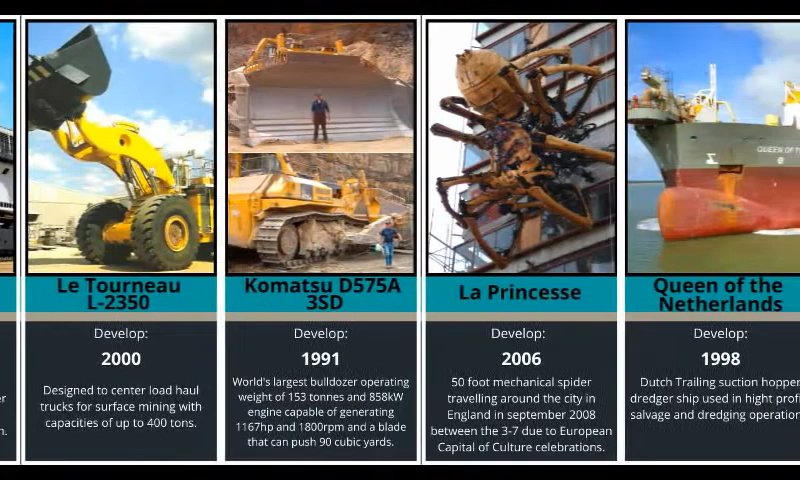 Le Tourneau
L-2350
Develop:
2000
Designed to center load haul
trucks for surface mining with
capacities of up to 400 tons.
Komatsu D575A
3SD
Develop:
1991
World's largest bulldozer operating
weight of 153 tonnes and 858kW
engine capable of generating
1167hp and 1800rpm and a blade
that can push 90 cubic yards.
La Princesse
Develop:
2006
50 foot mechanical spider
travelling around the city in
England in september 2008
between the 3-7 due to European
Capital of Culture celebrations.
QUEEN OF
Queen of the
Netherlands
Develop:
1998
Dutch Trailing suction hopper
dredger ship used in hight profi
salvage and dredging operation